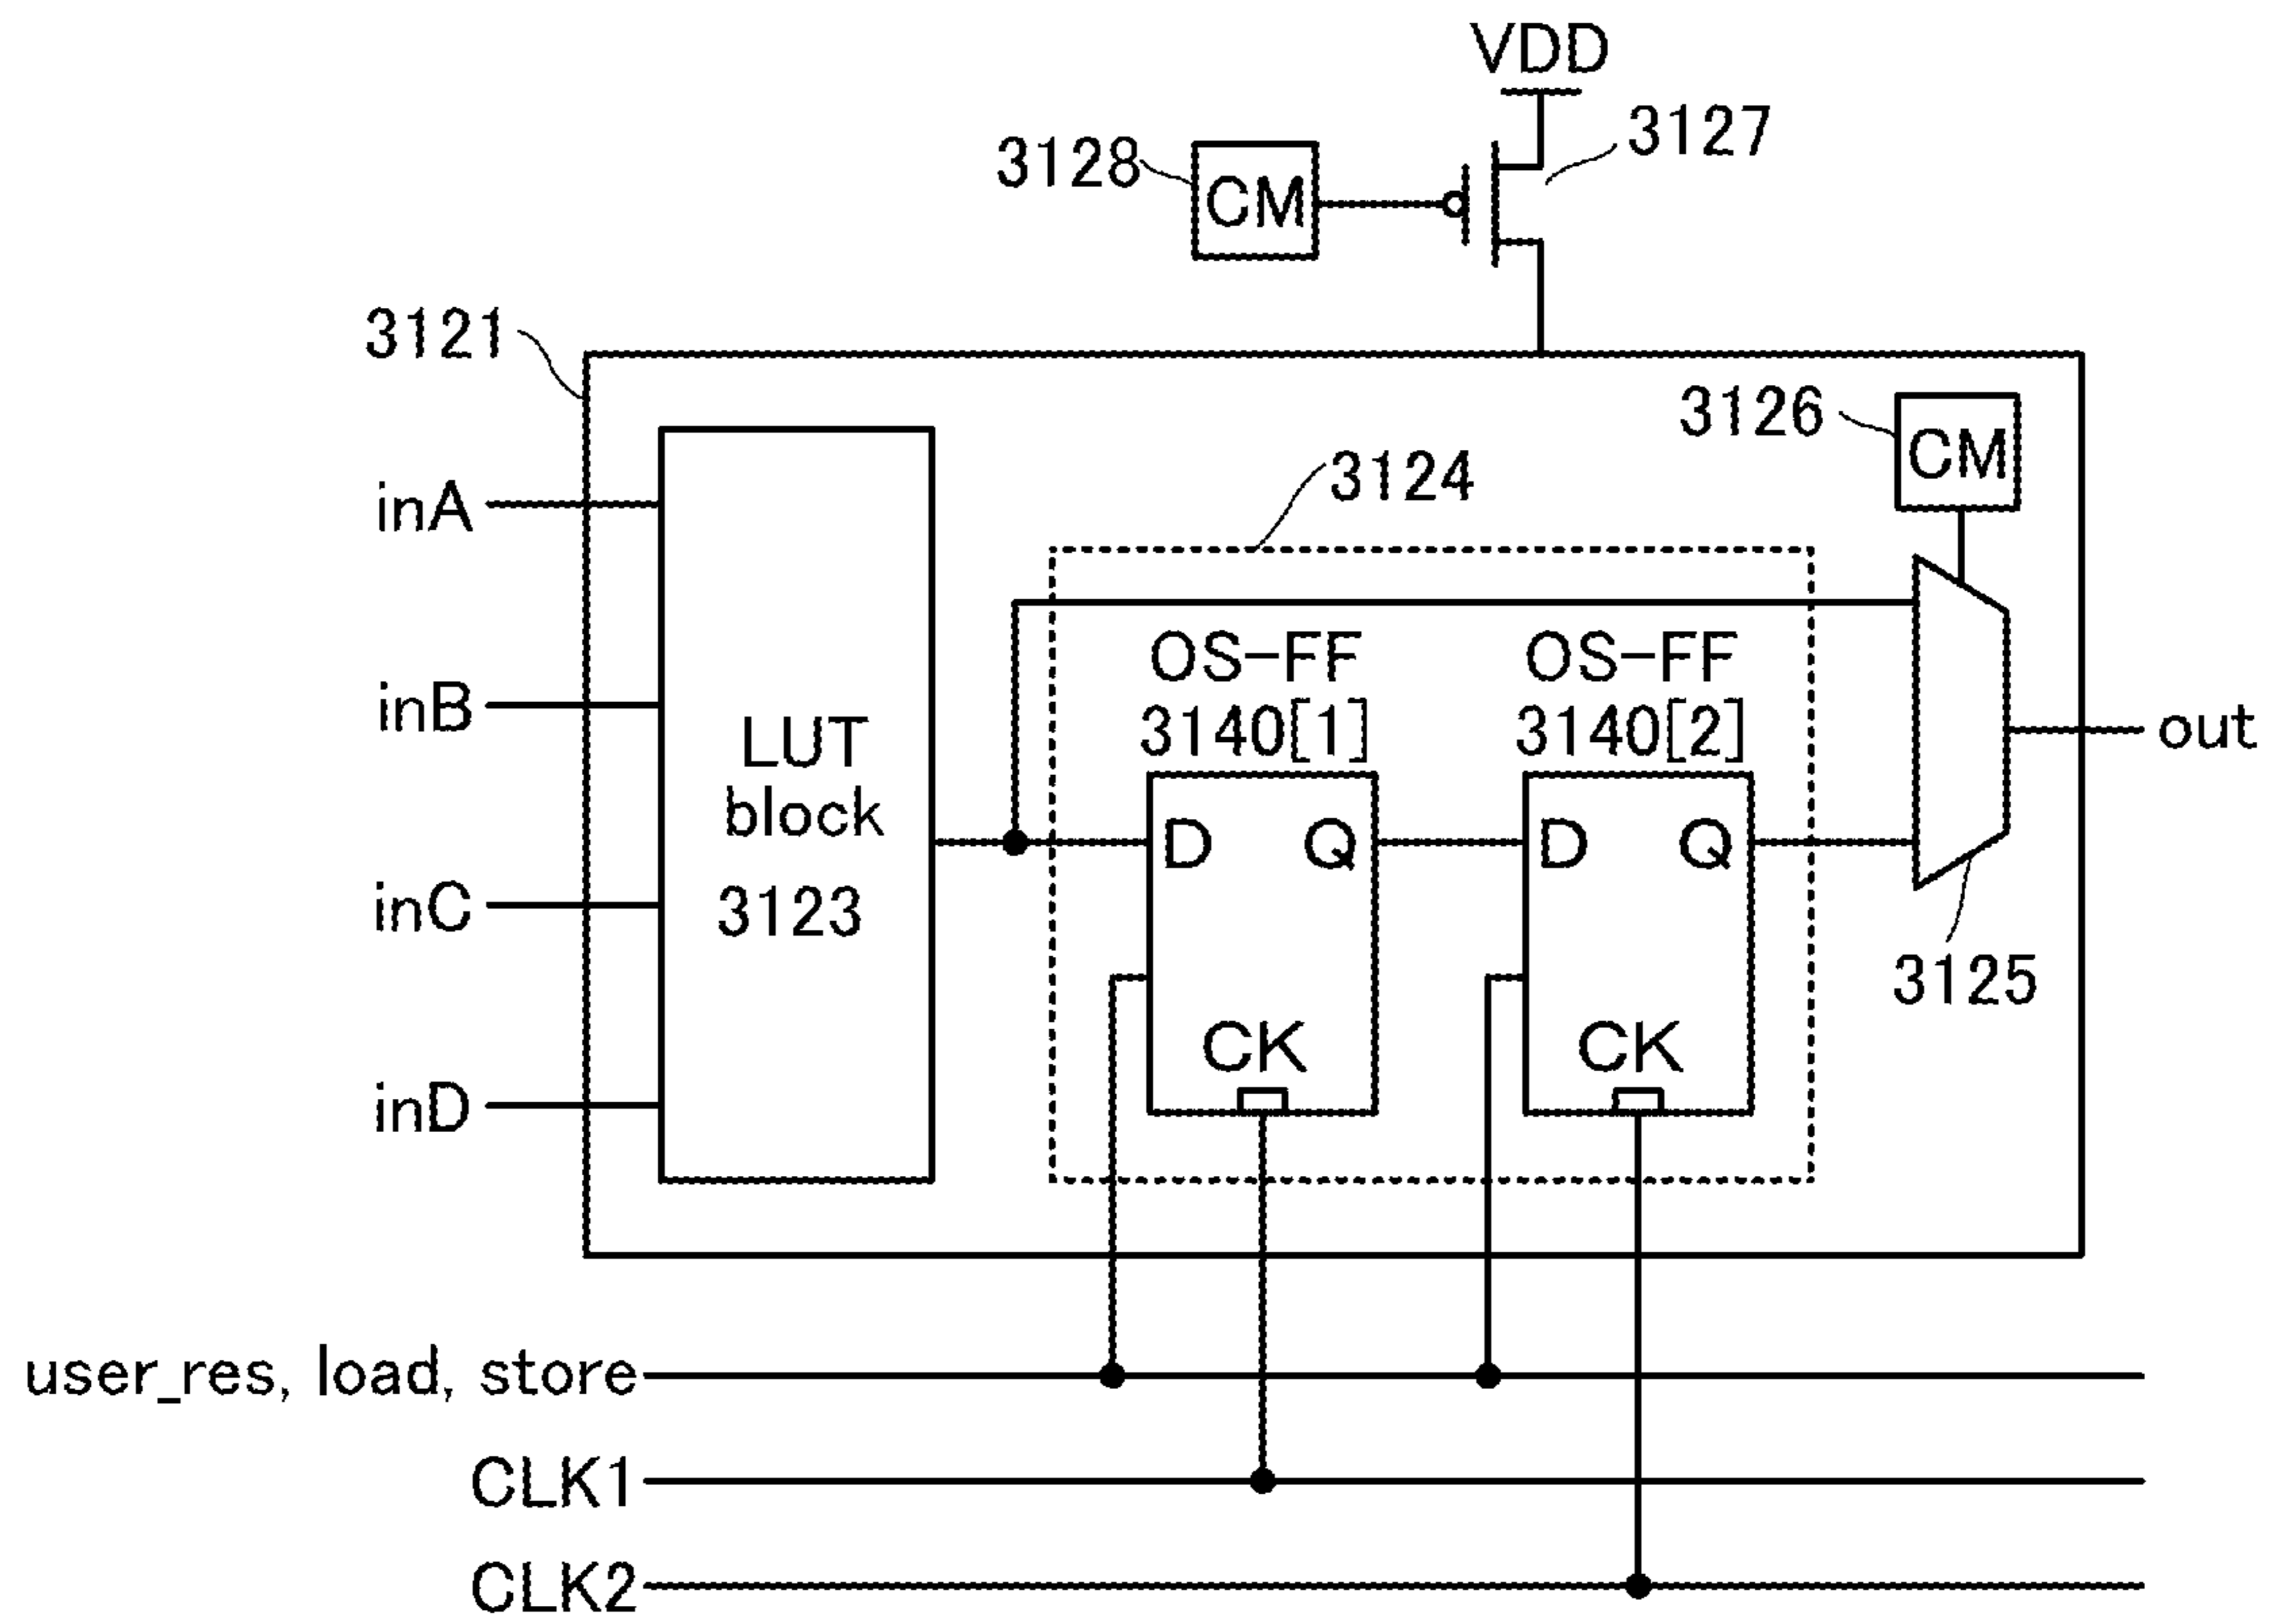 VDD
3127
3128
CM
3121
3126
CM
3124
inA
OS-FF
3140[1]
OS-FF
3140[2]
inB
LUT
block
3123
out
D
Q
D
Q
inC
3125
CK
CK
inD
user_res, load, store
CLK1
CLK2